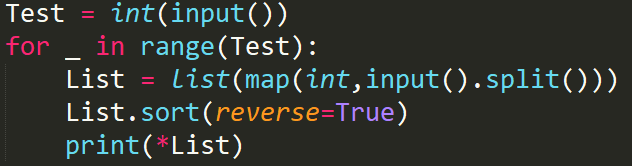 Test = int(input())
for _ in range(Test):
    List = list(map(int,input().split()))
    List.sort(reverse=True)
    print(*List)